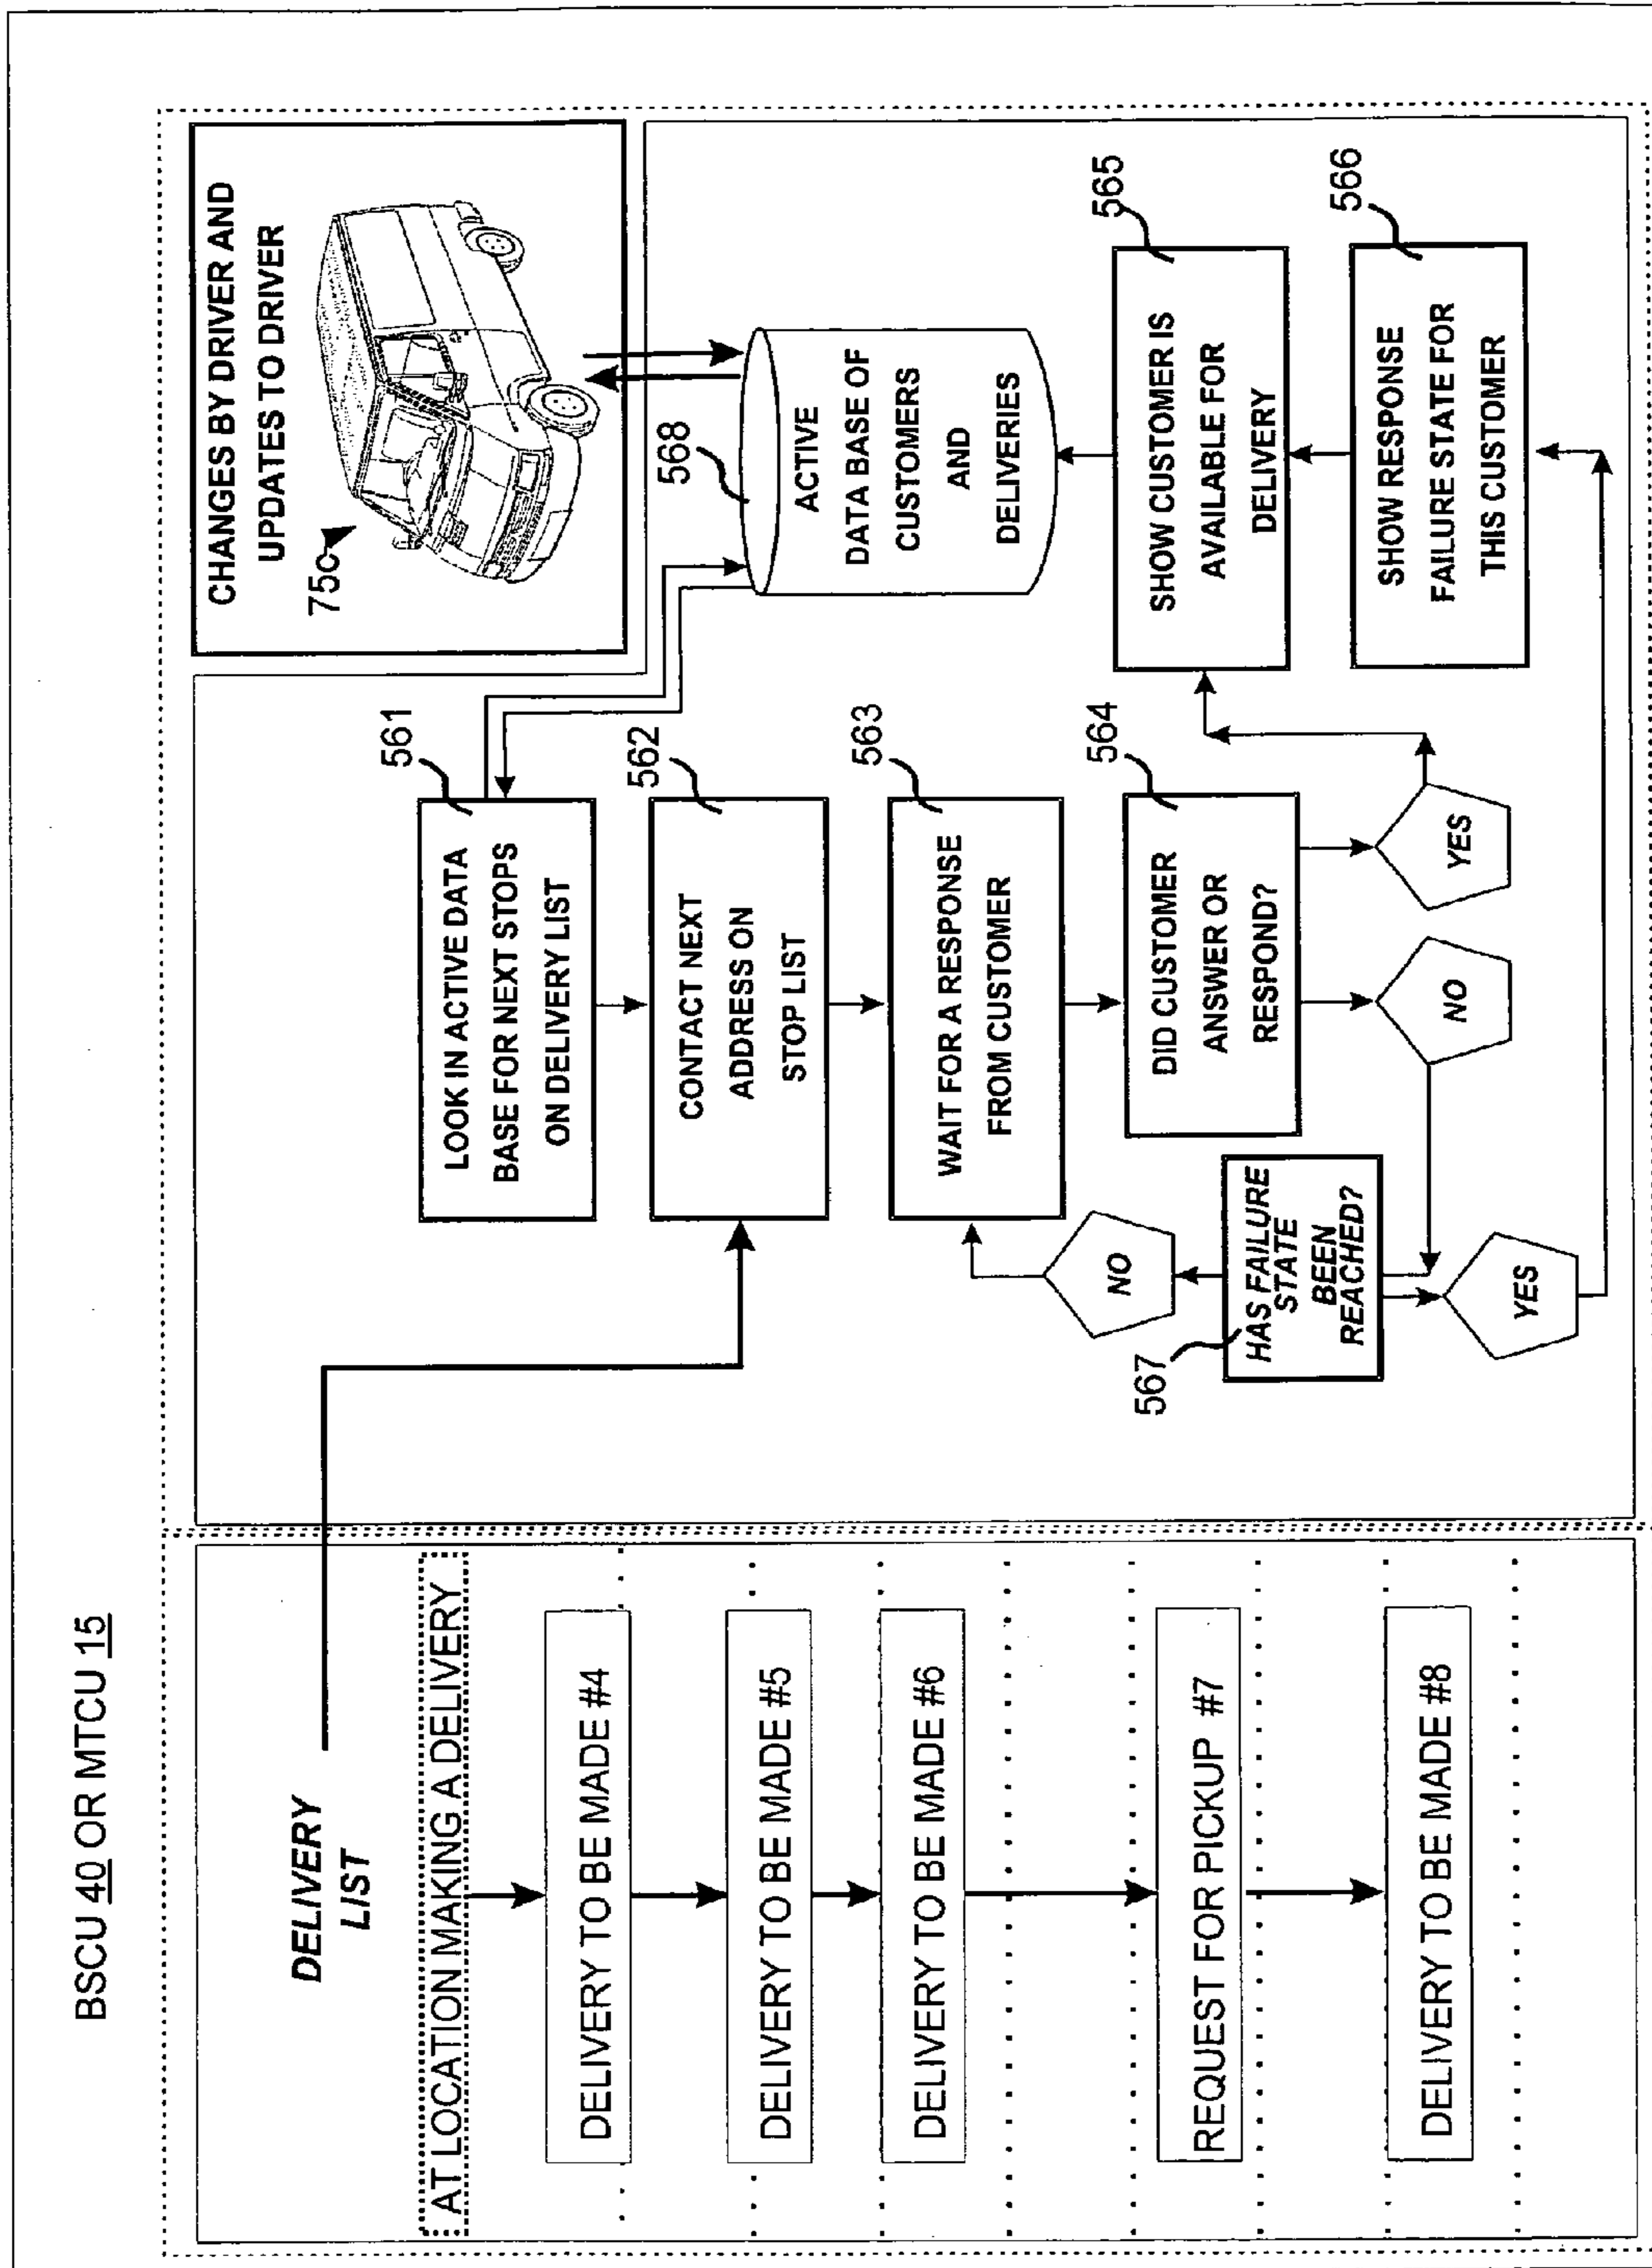 BSCU 40 OR MTCU 15
DELIVERY
LIST
AT LOCATION MAKING A DELIVERY
DELIVERY TO BE MADE #4
DELIVERY TO BE MADE #5
DELIVERY TO BE MADE #6
REQUEST FOR PICKUP #7
DELIVERY TO BE MADE #8
561
LOOK IN ACTIVE DATA
BASE FOR NEXT STOPS
ON DELIVERY LIST
562
CONTACT NEXT
ADDRESS ON
STOP LIST
563
WAIT FOR A RESPONSE
FROM CUSTOMER
564
DID CUSTOMER
ANSWER OR
RESPOND?
NO
567
HAS FAILURE
STATE
BEEN
REACHED?
YES
NO
YES
CHANGES BY DRIVER AND
UPDATES TO DRIVER
75c
568
ACTIVE
DATA BASE OF
CUSTOMERS
AND
DELIVERIES
565
SHOW CUSTOMER IS
AVAILABLE FOR
DELIVERY
566
SHOW RESPONSE
FAILURE STATE FOR
THIS CUSTOMER